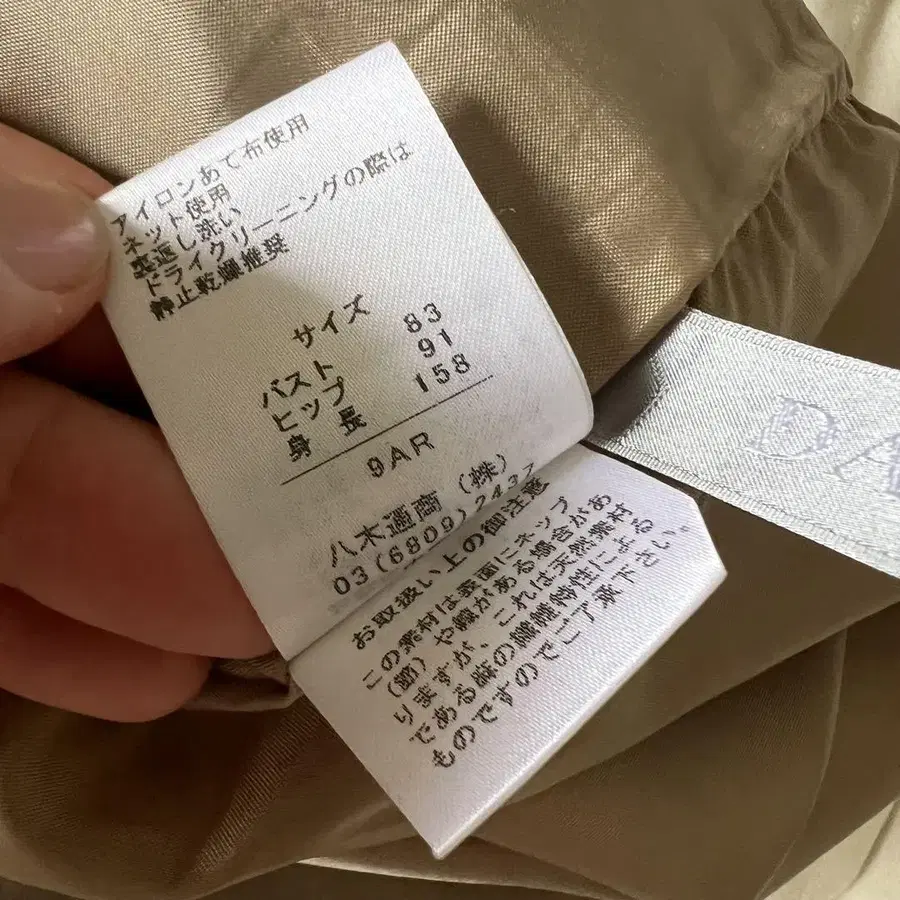 アイロンあて布使用
ネット使用
裏返し洗い
ドライクリーニングの際は
静止乾燥推奨
サイズ
バスト 83
ヒップ 91
身長 158
9AR
八木通商(株)
03(6809)2437
お取扱い上の御注意
この素材は表面にネップ
(節)や線がある場合があ
りますが、これは天然素材
である麻の繊維特性による
ものですのでご了承下さい。
DA